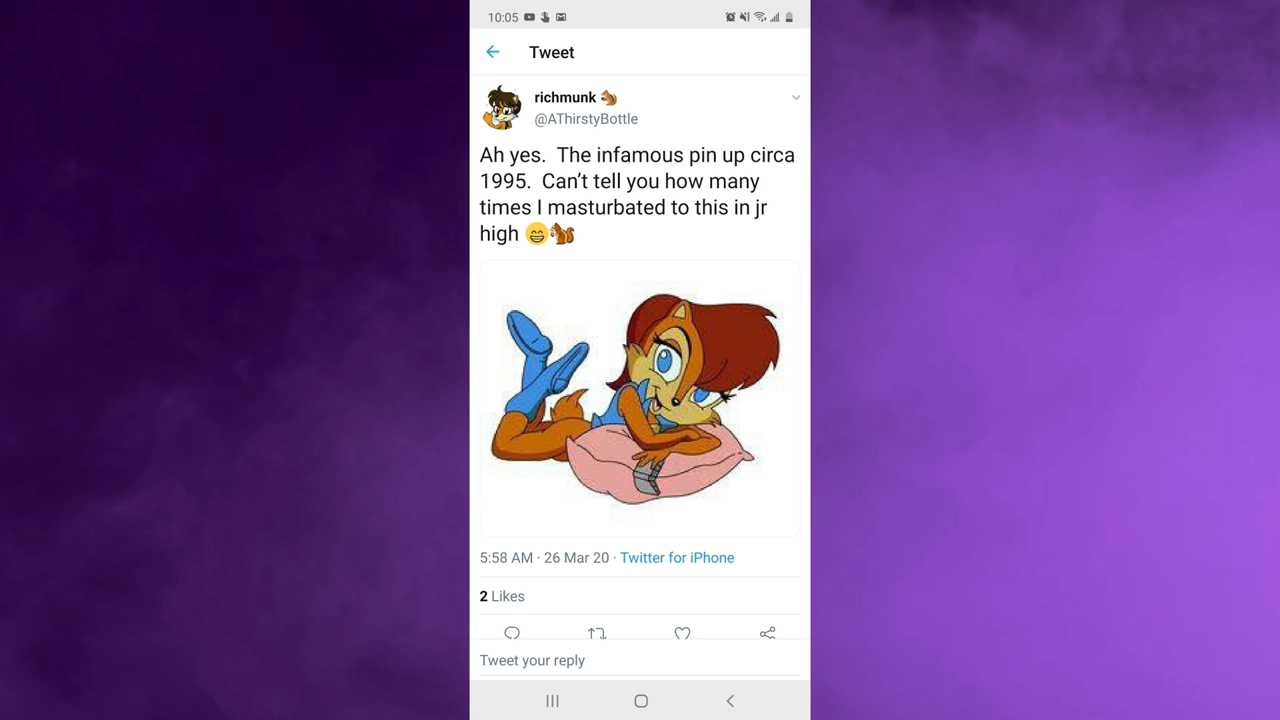 10:05
Tweet
richmunk 🐿️
@AThirstyBottle
Ah yes.  The infamous pin up circa
1995.  Can’t tell you how many
times I masturbated to this in jr
high 😁🐿️
5:58 AM · 26 Mar 20 · Twitter for iPhone
2 Likes
Tweet your reply